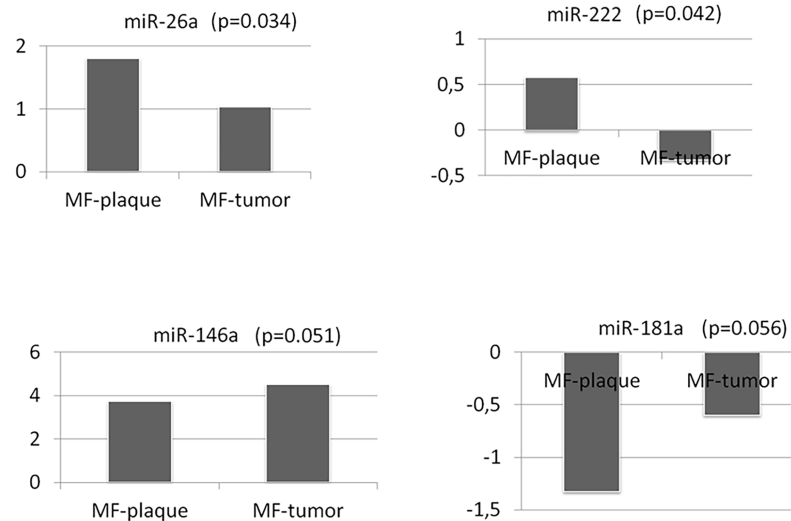 miR-26a (p=0.034)
2
1
0
MF-plaque MF-tumor
miR-222 (p=0.042)
1
0,5
0
-0,5
MF-plaque MF-tumor
miR-146a (p=0.051)
6
4
2
0
MF-plaque MF-tumor
miR-181a (p=0.056)
0
-0,5
-1
-1,5
MF-plaque MF-tumor